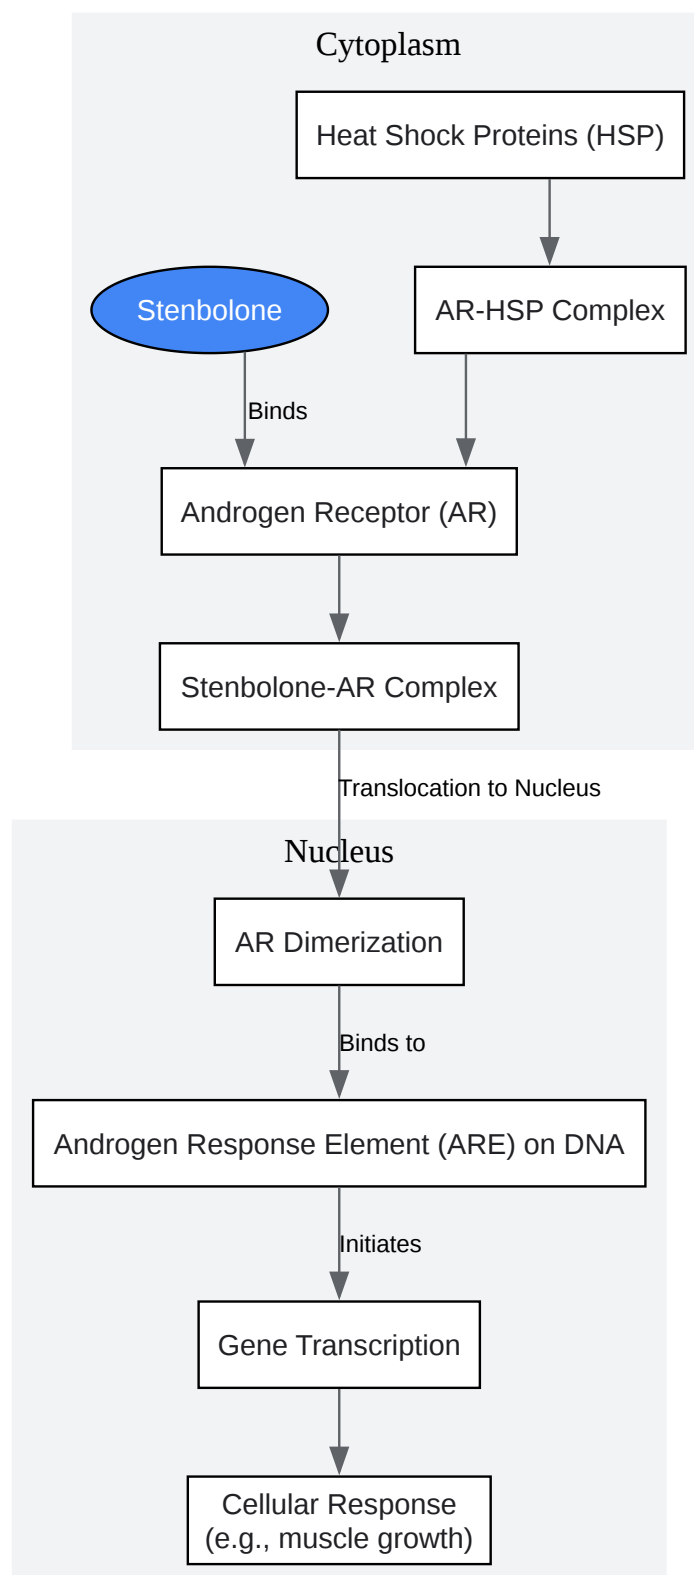 Cytoplasm
Heat Shock Proteins (HSP)
Stenbolone
AR-HSP Complex
Binds
Androgen Receptor (AR)
Stenbolone-AR Complex
Translocation to Nucleus
Nucleus
AR Dimerization
Binds to
Androgen Response Element (ARE) on DNA
Initiates
Gene Transcription
Cellular Response
(e.g., muscle growth)